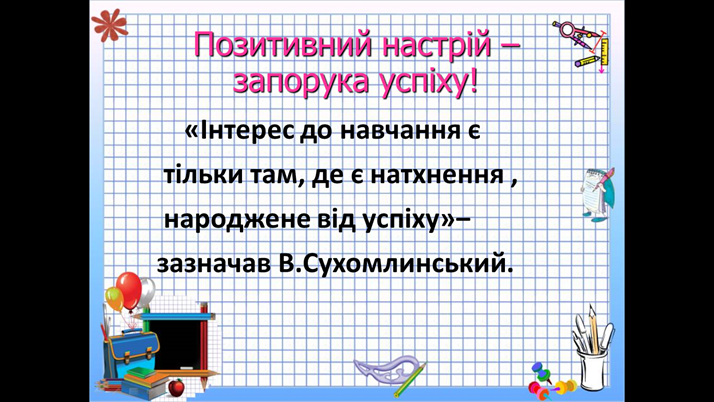 Позитивний настрій –
запорука успіху!
«Інтерес до навчання є
тільки там, де є натхнення ,
народжене від успіху»–
зазначав В.Сухомлинський.